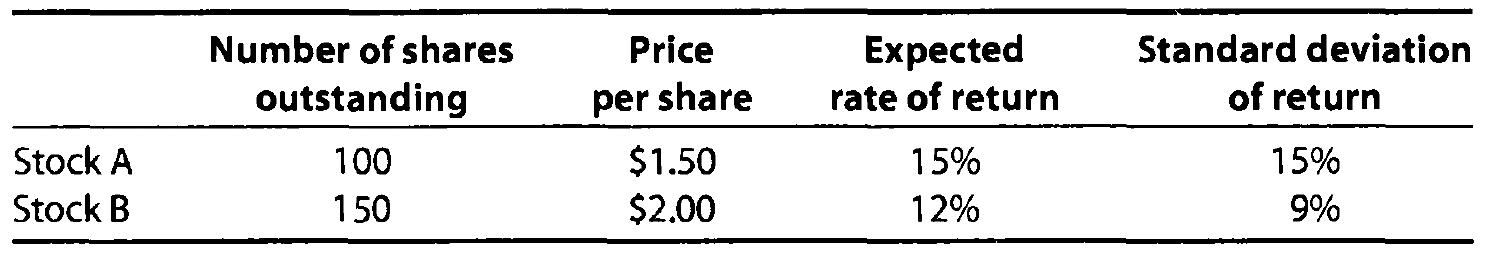 Number of shares Price Expected Standard deviation
outstanding per share rate of return of return
Stock A 100 $1.50 15% 15%
Stock B 150 $2.00 12% 9%